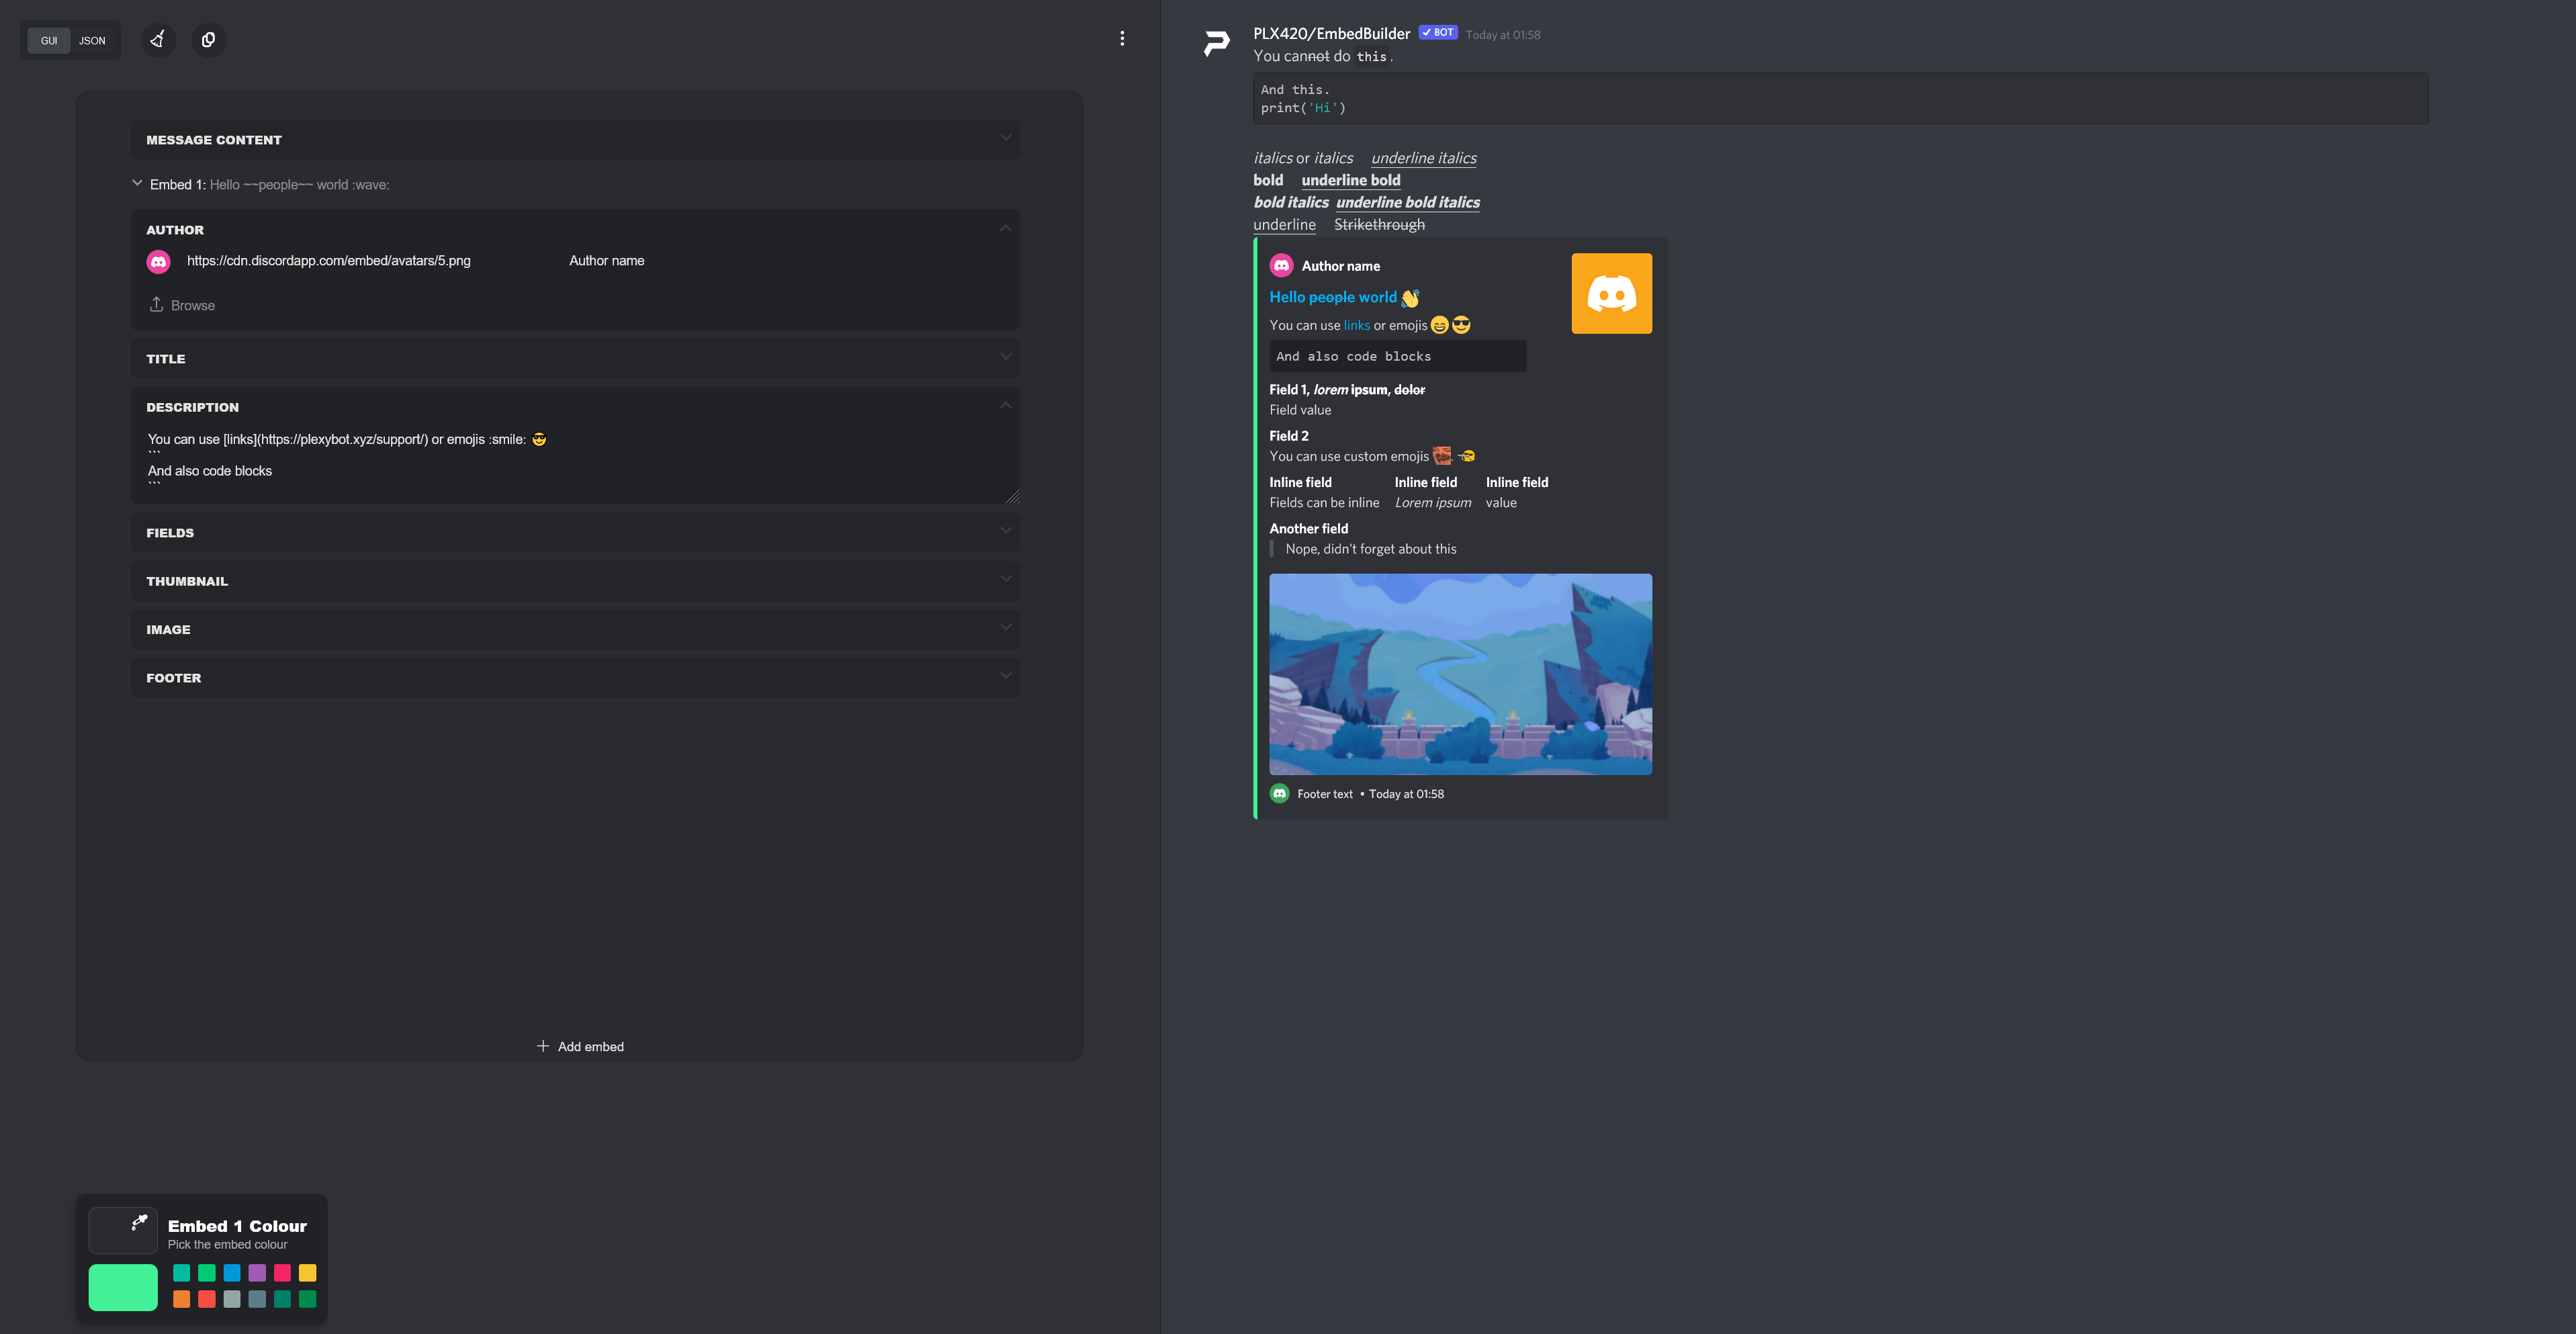 GUI JSON
MESSAGE CONTENT
Embed 1: Hello ~~people~~ world :wave:
AUTHOR
https://cdn.discordapp.com/embed/avatars/5.png Author name
Browse
TITLE
DESCRIPTION
You can use [links](https://plexybot.xyz/support/) or emojis :smile: 😎
```
And also code blocks
```
FIELDS
THUMBNAIL
IMAGE
FOOTER
Add embed
Embed 1 Colour
Pick the embed colour
PLX420/EmbedBuilder BOT Today at 01:58
You cannot do this.
And this.
print('Hi')
italics or italics underline italics
bold underline bold
bold italics underline bold italics
underline Strikethrough
Author name
Hello people world 👋
You can use links or emojis 😄 😎
And also code blocks
Field 1, lorem ipsum, dolor
Field value
Field 2
You can use custom emojis .
Inline field Inline field Inline field
Fields can be inline Lorem ipsum value
Another field
Nope, didn't forget about this
Footer text • Today at 01:58